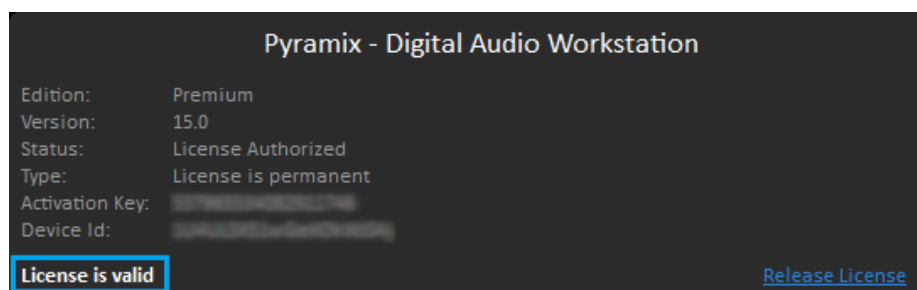 Pyramix - Digital Audio Workstation
Edition: Premium
Version: 15.0
Status: License Authorized
Type: License is permanent
Activation Key:
Device Id:
License is valid Release License